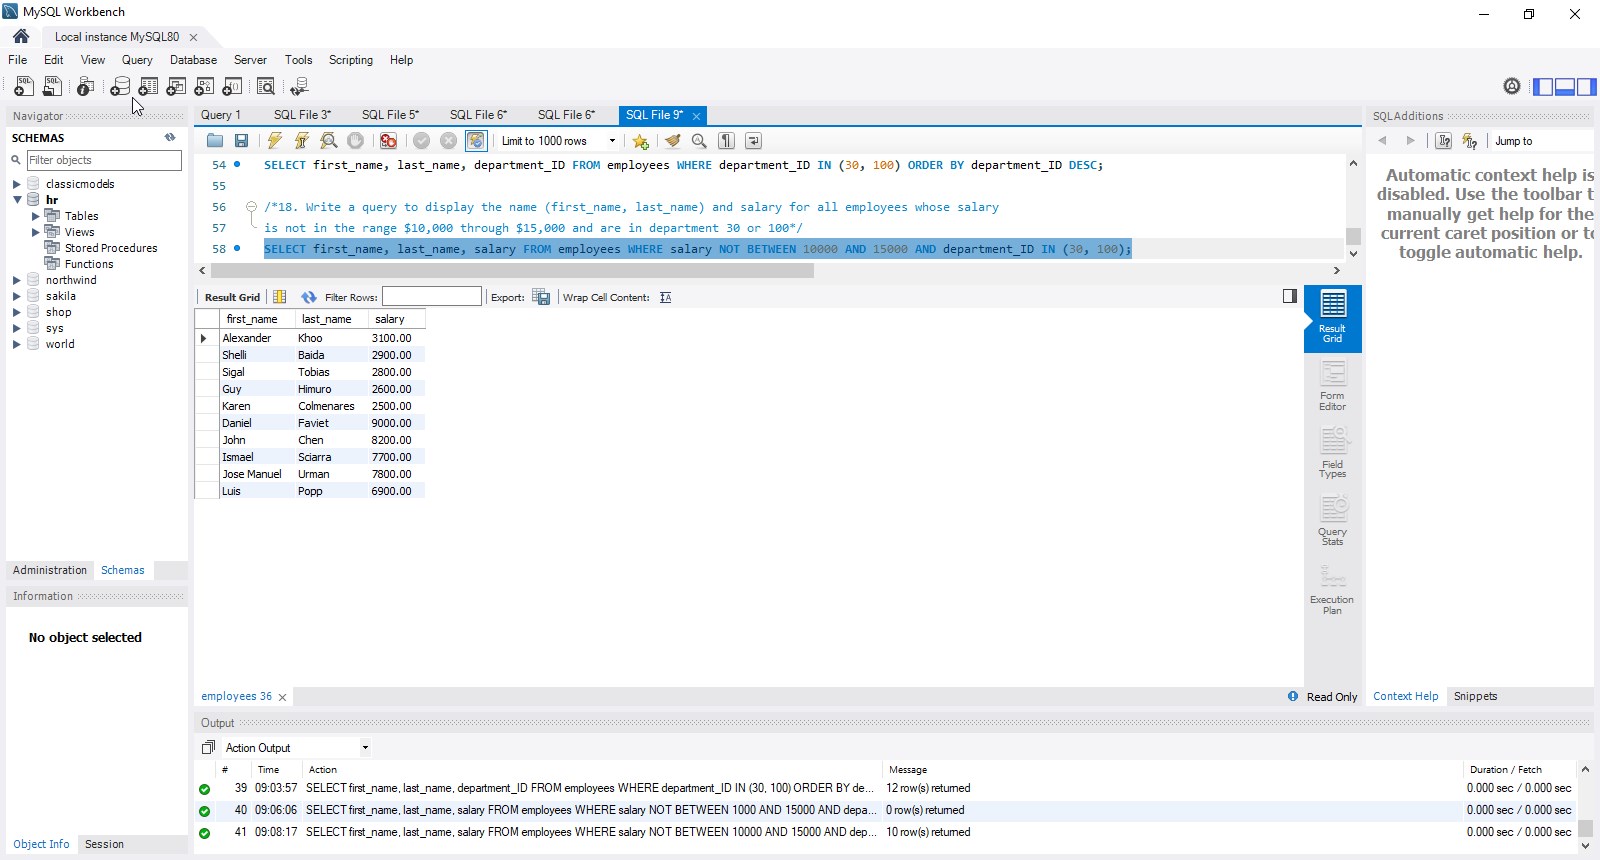 MySQL Workbench
Local instance MySQL80
File Edit View Query Database Server Tools Scripting Help
Navigator
SCHEMAS
Filter objects
classicmodels
hr
Tables
Views
Stored Procedures
Functions
northwind
sakila
shop
sys
world
Administration Schemas
Information
No object selected
Object Info Session
Query 1 SQL File 3* SQL File 5* SQL File 6* SQL File 6* SQL File 9*
Limit to 1000 rows
54 SELECT first_name, last_name, department_ID FROM employees WHERE department_ID IN (30, 100) ORDER BY department_ID DESC;
55
56 /*18. Write a query to display the name (first_name, last_name) and salary for all employees whose salary
57 is not in the range $10,000 through $15,000 and are in department 30 or 100*/
58 SELECT first_name, last_name, salary FROM employees WHERE salary NOT BETWEEN 10000 AND 15000 AND department_ID IN (30, 100);
Result Grid Filter Rows: Export: Wrap Cell Content:
first_name last_name salary
Alexander Khoo 3100.00
Shelli Baida 2900.00
Sigal Tobias 2800.00
Guy Himuro 2600.00
Karen Colmenares 2500.00
Daniel Faviet 9000.00
John Chen 8200.00
Ismael Sciarra 7700.00
Jose Manuel Urman 7800.00
Luis Popp 6900.00
Result
Grid
Form
Editor
Field
Types
Query
Stats
Execution
Plan
employees 36
Read Only
SQLAdditions
Jump to
Automatic context help is
disabled. Use the toolbar t
manually get help for the
current caret position or to
toggle automatic help.
Context Help Snippets
Output
Action Output
# Time Action Message Duration / Fetch
39 09:03:57 SELECT first_name, last_name, department_ID FROM employees WHERE department_ID IN (30, 100) ORDER BY de... 12 row(s) returned 0.000 sec / 0.000 sec
40 09:06:06 SELECT first_name, last_name, salary FROM employees WHERE salary NOT BETWEEN 1000 AND 15000 AND depa... 0 row(s) returned 0.000 sec / 0.000 sec
41 09:08:17 SELECT first_name, last_name, salary FROM employees WHERE salary NOT BETWEEN 10000 AND 15000 AND dep... 10 row(s) returned 0.000 sec / 0.000 sec